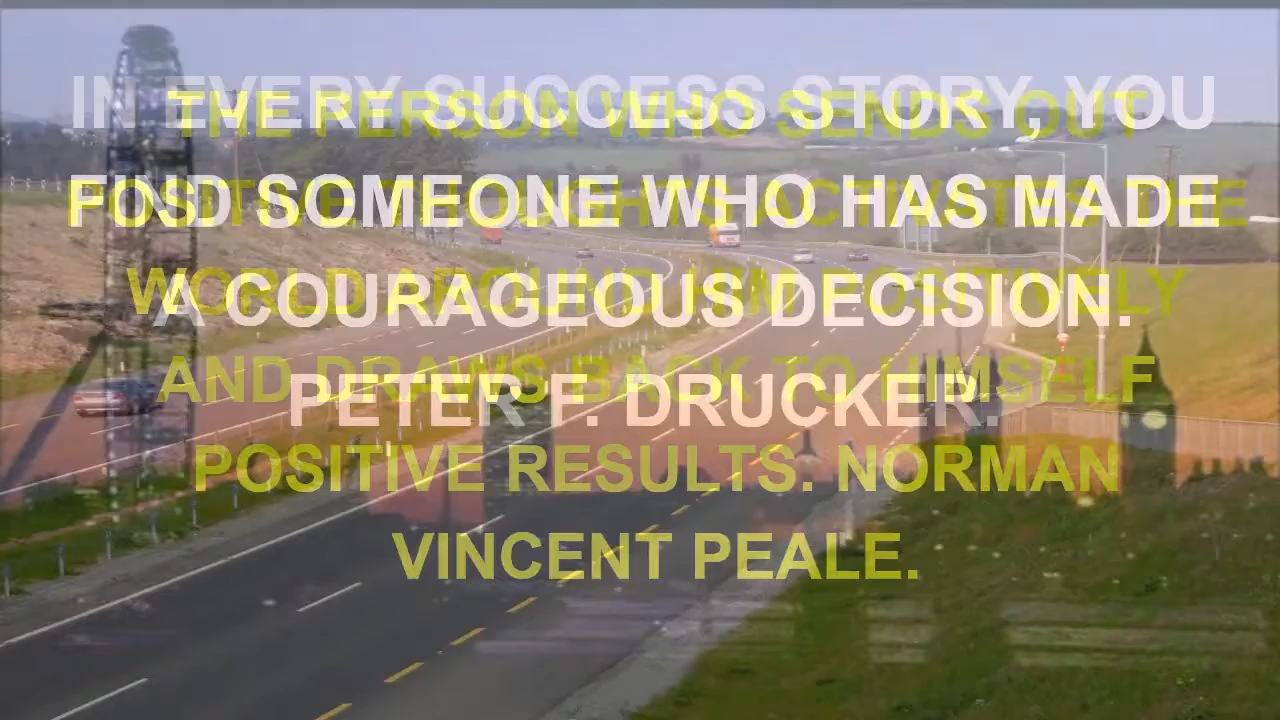 IN EVERY SUCCESS STORY, YOU
FIND SOMEONE WHO HAS MADE
A COURAGEOUS DECISION.
PETER F. DRUCKER.
THE PERSON WHO SENDS OUT
POSITIVE THOUGHTS ACTIVATES THE
WORLD AROUND HIM POSITIVELY
AND DRAWS BACK TO HIMSELF
POSITIVE RESULTS. NORMAN
VINCENT PEALE.